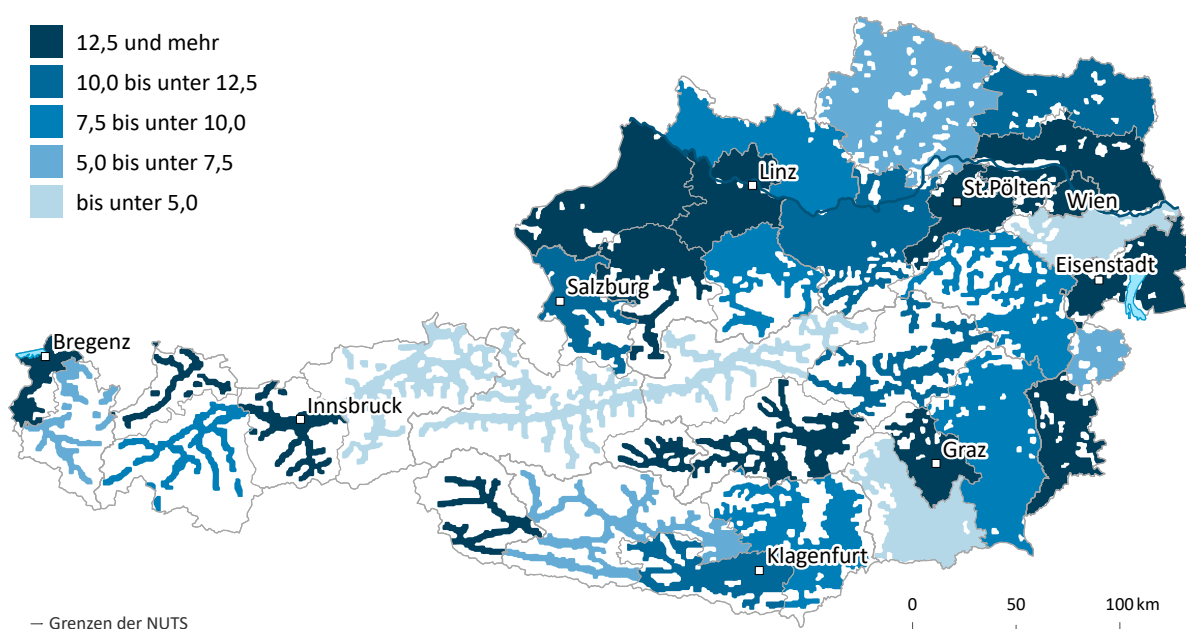 12,5 und mehr
10,0 bis unter 12,5
7,5 bis unter 10,0
5,0 bis unter 7,5
bis unter 5,0
Linz
St.Pölten
Wien
Eisenstadt
Salzburg
Bregenz
Innsbruck
Graz
Klagenfurt
0 50 100 km
— Grenzen der NUTS